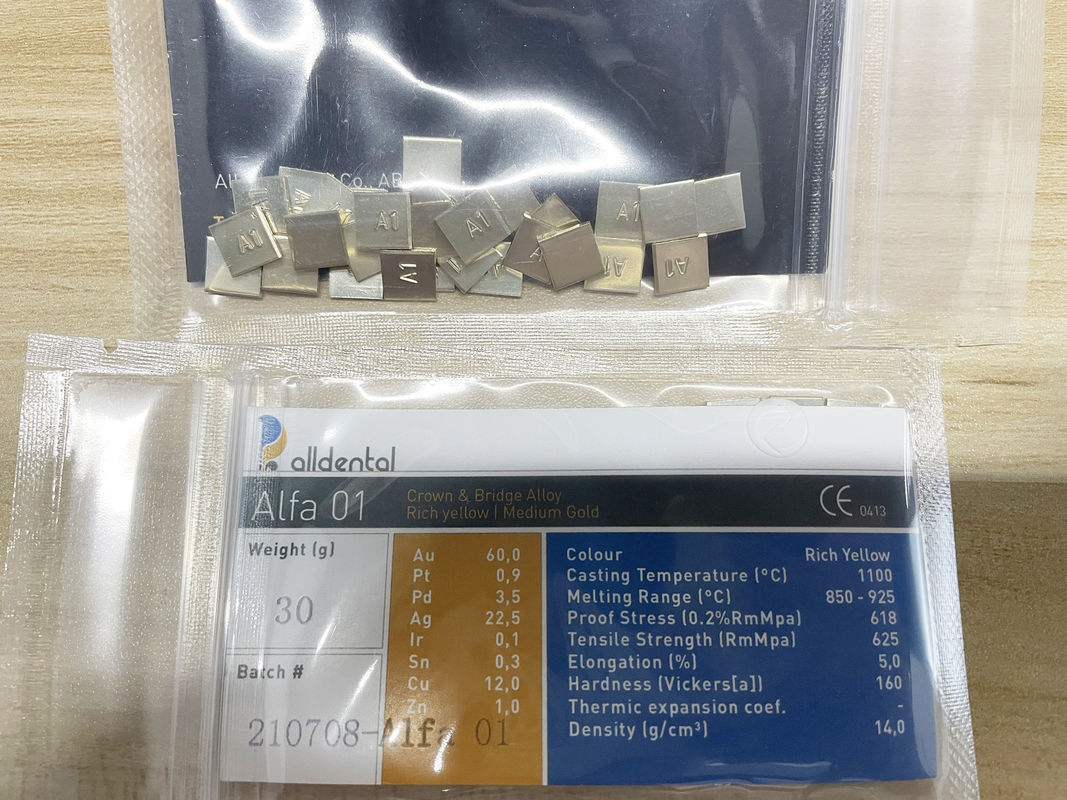 Co., AB
A1
A1
A1
A1
A1
A1
A1
alldental
Alfa 01
Crown & Bridge Alloy
Rich yellow | Medium Gold
CE 0413
Weight (g)
30
Batch #
210708-Alfa 01
Au 60,0
Pt 0,9
Pd 3,5
Ag 22,5
Ir 0,1
Sn 0,3
Cu 12,0
Zn 1,0
Colour Rich Yellow
Casting Temperature (°C) 1100
Melting Range (°C) 850 - 925
Proof Stress (0.2%RmMpa) 618
Tensile Strength (RmMpa) 625
Elongation (%) 5,0
Hardness (Vickers[a]) 160
Thermic expansion coef. -
Density (g/cm³) 14,0